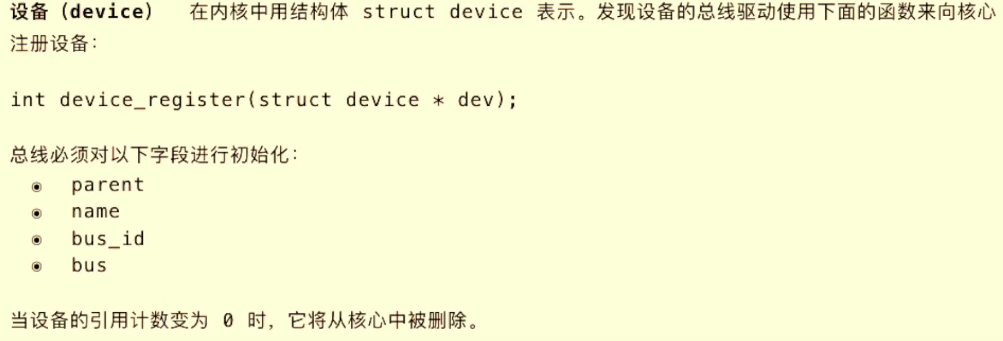 设备（device） 在内核中用结构体 struct device 表示。发现设备的总线驱动使用下面的函数来向核心
注册设备：
int device_register(struct device * dev);
总线必须对以下字段进行初始化：
◉ parent
◉ name
◉ bus_id
◉ bus
当设备的引用计数变为 0 时，它将从核心中被删除。